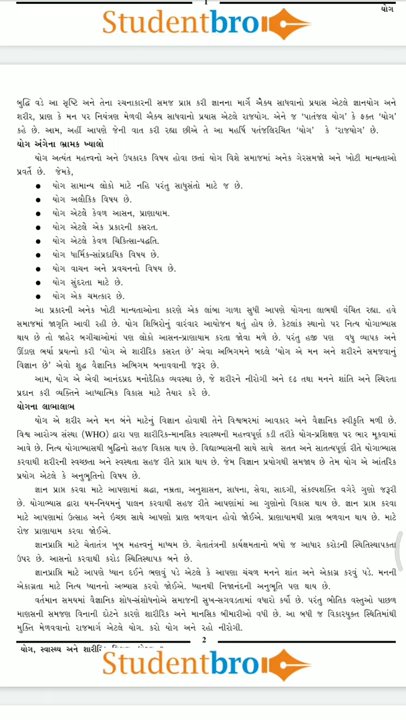 1
યોગ
Studentbro
બુદ્ધિ વડે આ સૃષ્ટિ અને તેના રચનાકારની સમજ પ્રાપ્ત કરી જ્ઞાનના માર્ગે ઐક્ય સાધવાનો પ્રયાસ એટલે જ્ઞાનયોગ અને
શરીર, પ્રાણ કે મન પર નિયંત્રણ મેળવી ઐક્ય સાધવાનો પ્રયાસ એટલે રાજયોગ. એને જ ‘પાતંજલ યોગ’ કે ફક્ત ‘યોગ’
કહે છે. આમ, અહીં આપણે જેની વાત કરી રહ્યા છીએ તે આ મહર્ષિ પતંજલિરચિત ‘યોગ’ કે ‘રાજયોગ’ છે.
યોગ અંગેના ભ્રામક ખ્યાલો
યોગ અત્યંત મહત્ત્વનો અને ઉપકારક વિષય હોવા છતાં યોગ વિશે સમાજમાં અનેક ગેરસમજો અને ખોટી માન્યતાઓ
પ્રવર્તે છે. જેમકે,
● યોગ સામાન્ય લોકો માટે નહિ પરંતુ સાધુસંતો માટે જ છે.
● યોગ અલૌકિક વિષય છે.
● યોગ એટલે કેવળ આસન, પ્રાણાયામ.
● યોગ એટલે એક પ્રકારની કસરત.
● યોગ એટલે કેવળ ચિકિત્સા-પદ્ધતિ.
● યોગ ધાર્મિક-સાંપ્રદાયિક વિષય છે.
● યોગ વાચન અને પ્રવચનનો વિષય છે.
● યોગ સુંદરતા માટે છે.
● યોગ એક ચમત્કાર છે.
આ પ્રકારની અનેક ખોટી માન્યતાઓના કારણે એક લાંબા ગાળા સુધી આપણે યોગના લાભથી વંચિત રહ્યા. હવે
સમાજમાં જાગૃતિ આવી રહી છે. યોગ શિબિરોનું વારંવાર આયોજન થતું હોય છે. કેટલાંક સ્થાનો પર નિત્ય યોગાભ્યાસ
થાય છે તો જાહેર બગીચાઓમાં પણ લોકો આસન-પ્રાણાયામ કરતા જોવા મળે છે. પરંતુ હજી પણ વધુ વ્યાપક અને
ઊંડાણ ભર્યા પ્રયત્નો કરી ‘યોગ એ શારીરિક કસરત છે’ એવા અભિગમને બદલે ‘યોગ એ મન અને શરીરને સમજવાનું
વિજ્ઞાન છે’ એવો શુદ્ધ વૈજ્ઞાનિક અભિગમ બનાવવાની જરૂર છે.
આમ, યોગ એ એવી આનંદપ્રદ મનોદૈહિક વ્યવસ્થા છે, જે શરીરને નીરોગી અને દૃઢ તથા મનને શાંતિ અને સ્થિરતા
પ્રદાન કરી વ્યક્તિને આધ્યાત્મિક વિકાસ માટે તૈયાર કરે છે.
યોગના લાભાલાભ
યોગ એ શરીર અને મન બંને માટેનું વિજ્ઞાન હોવાથી તેને વિશ્વભરમાં આવકાર અને વૈજ્ઞાનિક સ્વીકૃતિ મળી છે.
વિશ્વ આરોગ્ય સંસ્થા (WHO) દ્વારા પણ શારીરિક-માનસિક સ્વાસ્થ્યની મહત્ત્વપૂર્ણ કડી તરીકે યોગ-પ્રશિક્ષણ પર ભાર મૂકવામાં
આવે છે. નિત્ય યોગાભ્યાસથી બુદ્ધિનો સહજ વિકાસ થાય છે. વિદ્યાભ્યાસની સાથે સાથે સતત અને સાતત્યપૂર્ણ રીતે યોગાભ્યાસ
કરવાથી શરીરની સ્વચ્છતા અને સ્વસ્થતા સહજ રીતે પ્રાપ્ત થાય છે. જેમ વિજ્ઞાન પ્રયોગથી સમજાય છે તેમ યોગ એ આંતરિક
પ્રયોગ એટલે કે અનુભૂતિનો વિષય છે.
જ્ઞાન પ્રાપ્ત કરવા માટે આપણામાં શ્રદ્ધા, નમ્રતા, અનુશાસન, સાધના, સેવા, સાદગી, સંકલ્પશક્તિ વગેરે ગુણો જરૂરી
છે. યોગાભ્યાસ દ્વારા યમ-નિયમનું પાલન કરવાથી સહજ રીતે આપણાંમાં આ ગુણોનો વિકાસ થાય છે. જ્ઞાન પ્રાપ્ત કરવા
માટે આપણામાં ઉત્સાહ અને ઇચ્છા સાથે આપણો પ્રાણ બળવાન હોવો જોઈએ. પ્રાણાયામથી પ્રાણ બળવાન થાય છે. માટે
રોજ પ્રાણાયામ કરવા જોઈએ.
જ્ઞાનપ્રાપ્તિ માટે ચેતાતંત્ર ખૂબ મહત્ત્વનું માધ્યમ છે. ચેતાતંત્રની કાર્યક્ષમતાનો બધો જ આધાર કરોડની સ્થિતિસ્થાપકતા
ઉપર છે. આસનો કરવાથી કરોડ સ્થિતિસ્થાપક બને છે.
જ્ઞાનપ્રાપ્તિ માટે આપણે ધ્યાન દઈને ભણવું પડે એટલે કે આપણા ચંચળ મનને શાંત અને એકાગ્ર કરવું પડે. મનની
એકાગ્રતા માટે નિત્ય ધ્યાનનો અભ્યાસ કરવો જોઈએ. ધ્યાનથી નિજાનંદની અનુભૂતિ પણ થાય છે.
વર્તમાન સમયમાં વૈજ્ઞાનિક શોધ-સંશોધનોએ સમાજની સુખ-સગવડતામાં વધારો કર્યો છે. પરંતુ ભૌતિક વસ્તુઓ પાછળ
માણસની સમજણ વિનાની દોટને કારણે શારીરિક અને માનસિક બીમારીઓ વધી છે. આ બધી જ વિકારયુક્ત સ્થિતિમાંથી
મુક્તિ મેળવવાનો રાજમાર્ગ એટલે યોગ. કરો યોગ અને રહો નીરોગી.
2
યોગ, સ્વાસ્થ્ય અને શારીરિક
Studentbro